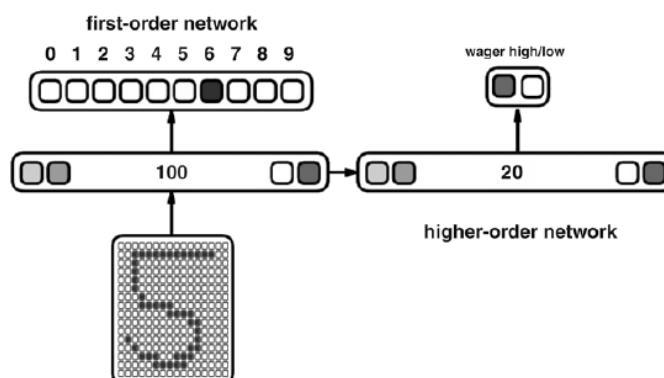 first-order network
0 1 2 3 4 5 6 7 8 9
wager high/low
100
20
higher-order network